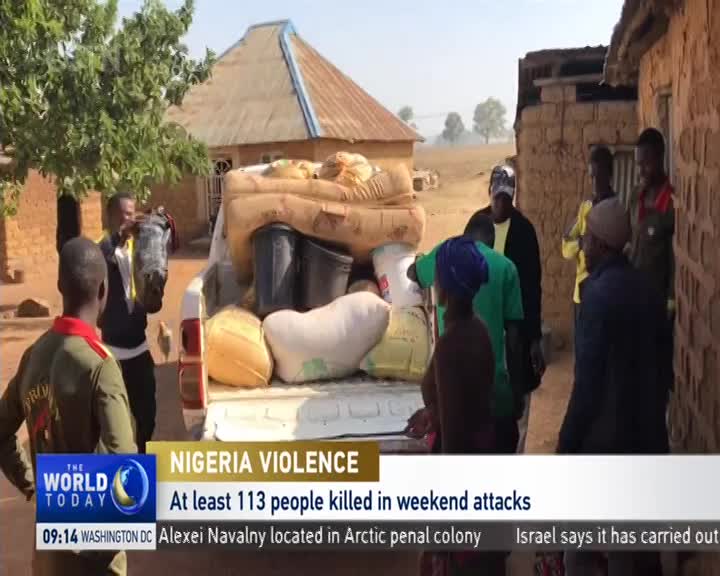 NIGERIA VIOLENCE
THE
WORLD
TODAY
At least 113 people killed in weekend attacks
09:14 WASHINGTON DC
Alexei Navalny located in Arctic penal colony Israel says it has carried out